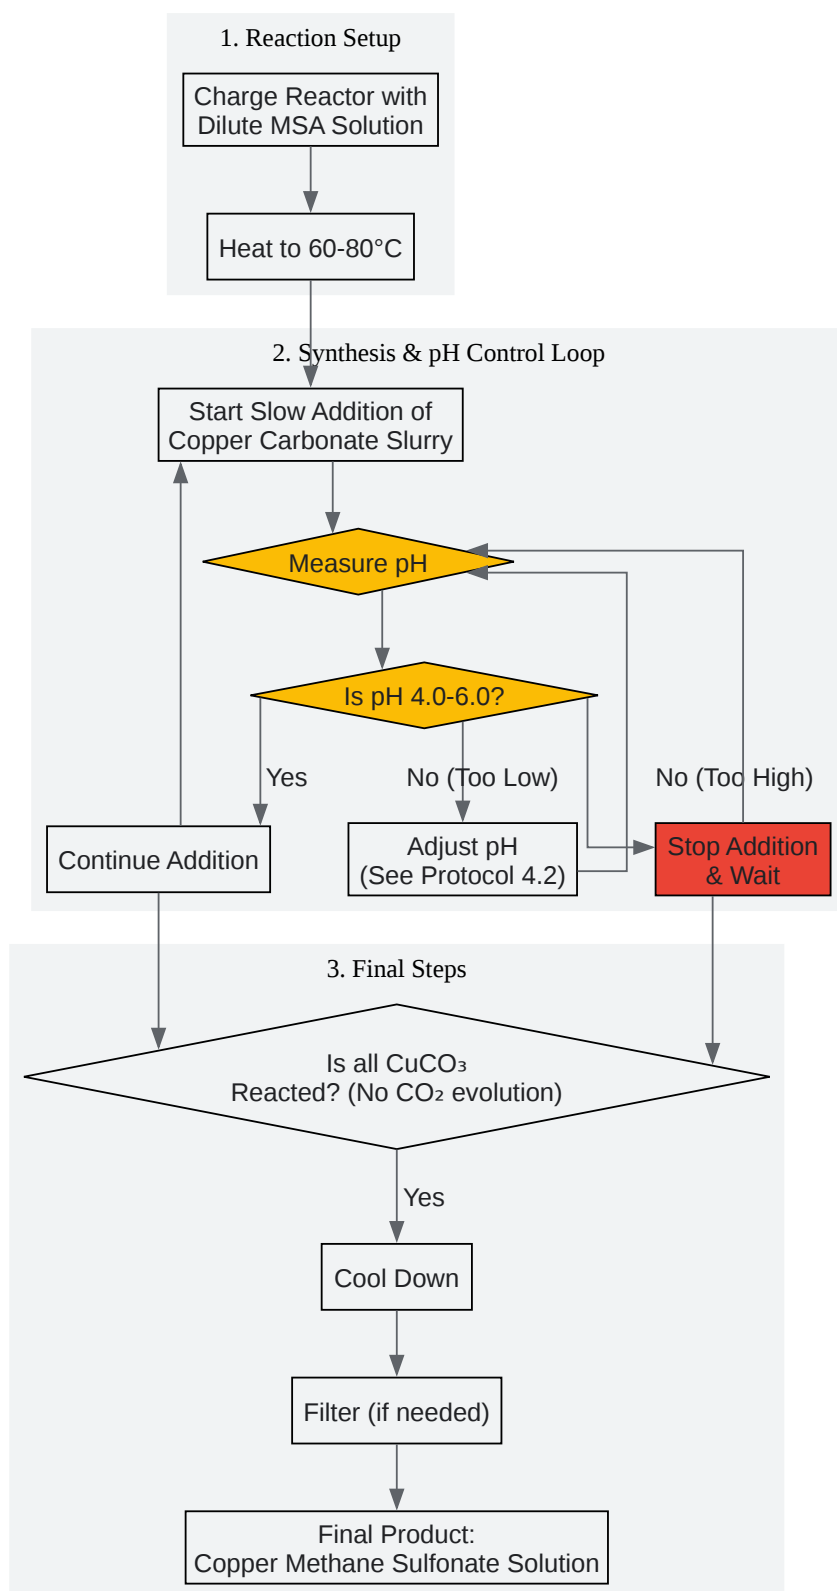 1. Reaction Setup
Charge Reactor with
Dilute MSA Solution
Heat to 60-80°C
2. Synthesis & pH Control Loop
Start Slow Addition of
Copper Carbonate Slurry
Measure pH
Is pH 4.0-6.0?
Yes
No (Too Low)
No (Too High)
Continue Addition
Adjust pH
(See Protocol 4.2)
Stop Addition
& Wait
3. Final Steps
Is all CuCO₃
Reacted? (No CO₂ evolution)
Yes
Cool Down
Filter (if needed)
Final Product:
Copper Methane Sulfonate Solution